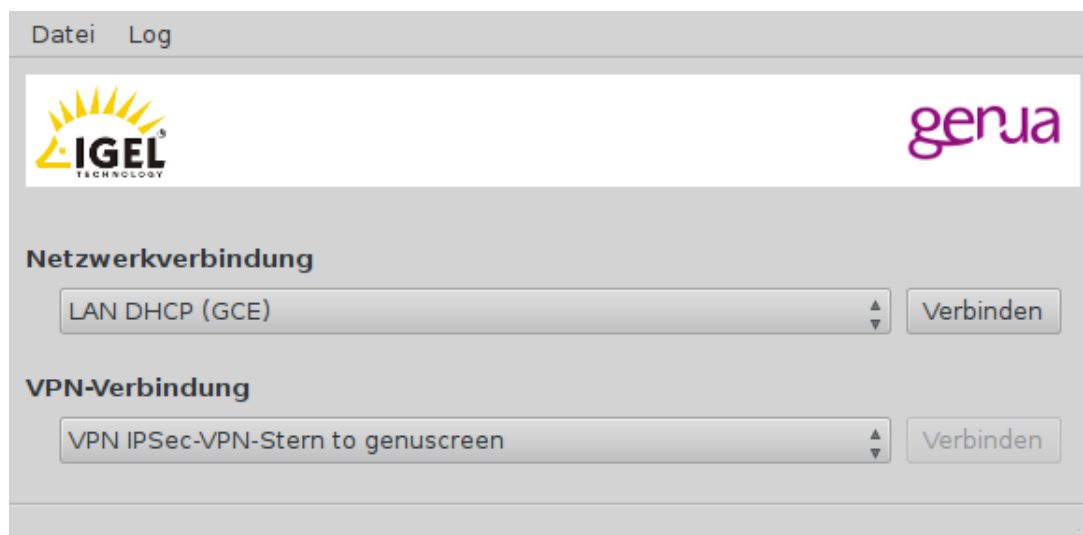 Datei Log
IGEL
TECHNOLOGY
genua
Netzwerkverbindung
LAN DHCP (GCE) Verbinden
VPN-Verbindung
VPN IPSec-VPN-Stern to genuscreen Verbinden